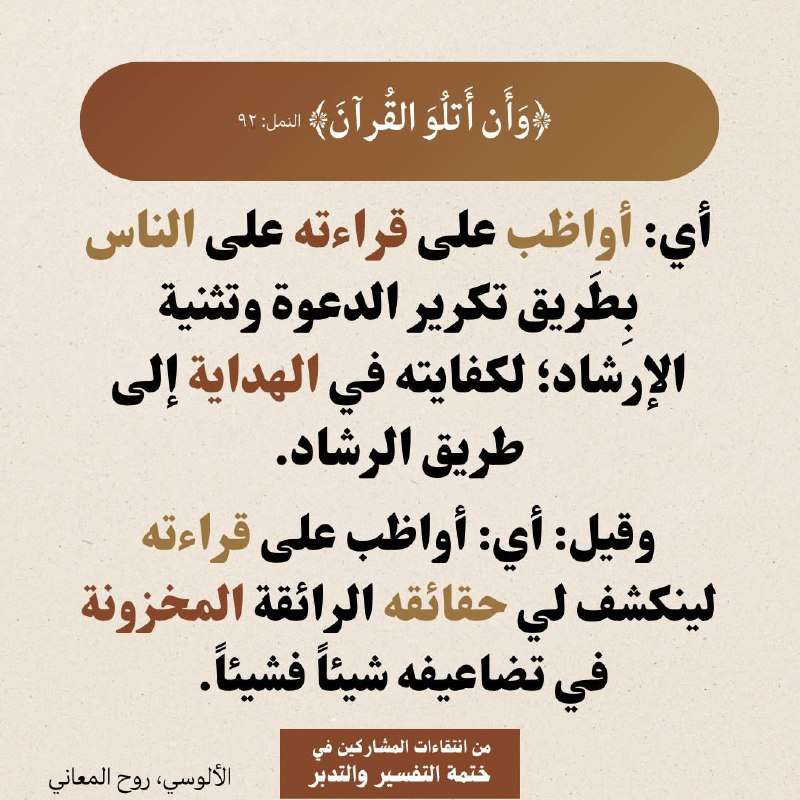 ﴿وَأَن أَتلُوَ القُرآنَ﴾ النمل: ٩٢
أي: أواظب على قراءته على الناس
بِطَريق تكرير الدعوة وتثنية
الإرشاد؛ لكفايته في الهداية إلى
طريق الرشاد.
وقيل: أي: أواظب على قراءته
لينكشف لي حقائقه الرائقة المخزونة
في تضاعيفه شيئاً فشيئاً.
من انتقاءات المشاركين في
ختمة التفسير والتدبر
الألوسي، روح المعاني